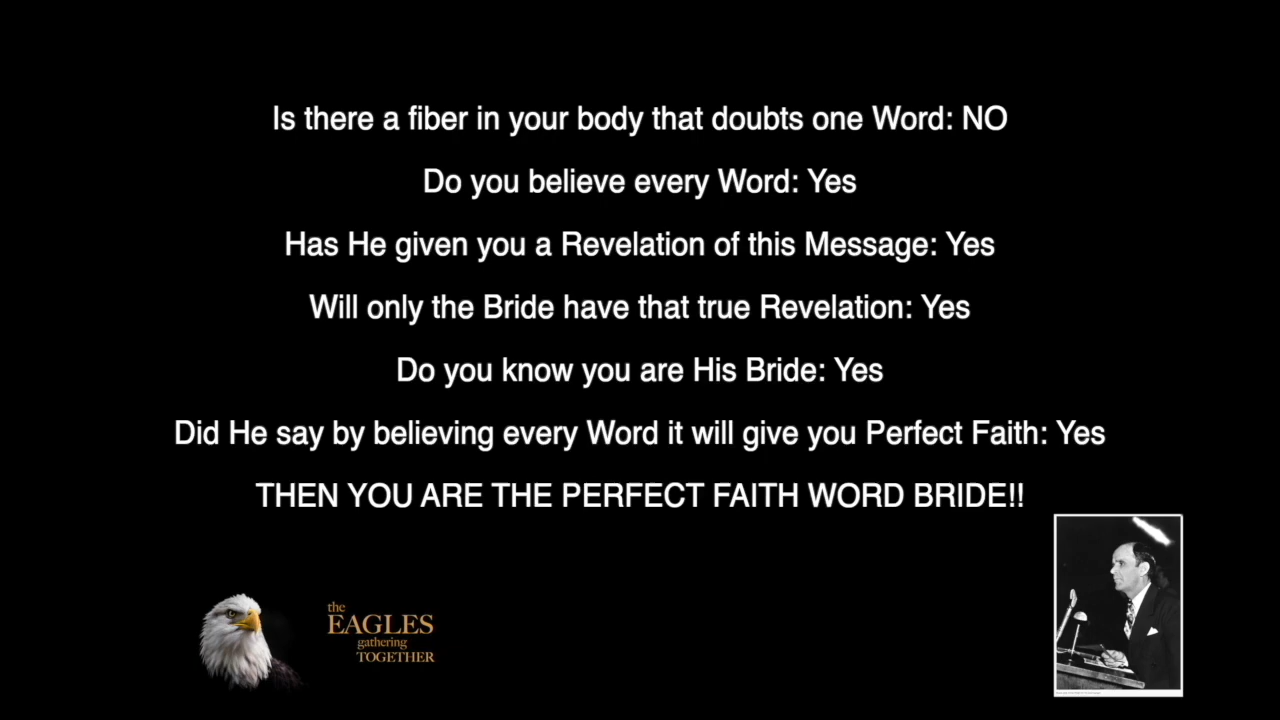 Is there a fiber in your body that doubts one Word: NO
Do you believe every Word: Yes
Has He given you a Revelation of this Message: Yes
Will only the Bride have that true Revelation: Yes
Do you know you are His Bride: Yes
Did He say by believing every Word it will give you Perfect Faith: Yes
THEN YOU ARE THE PERFECT FAITH WORD BRIDE!!
the
EAGLES
gathering
TOGETHER